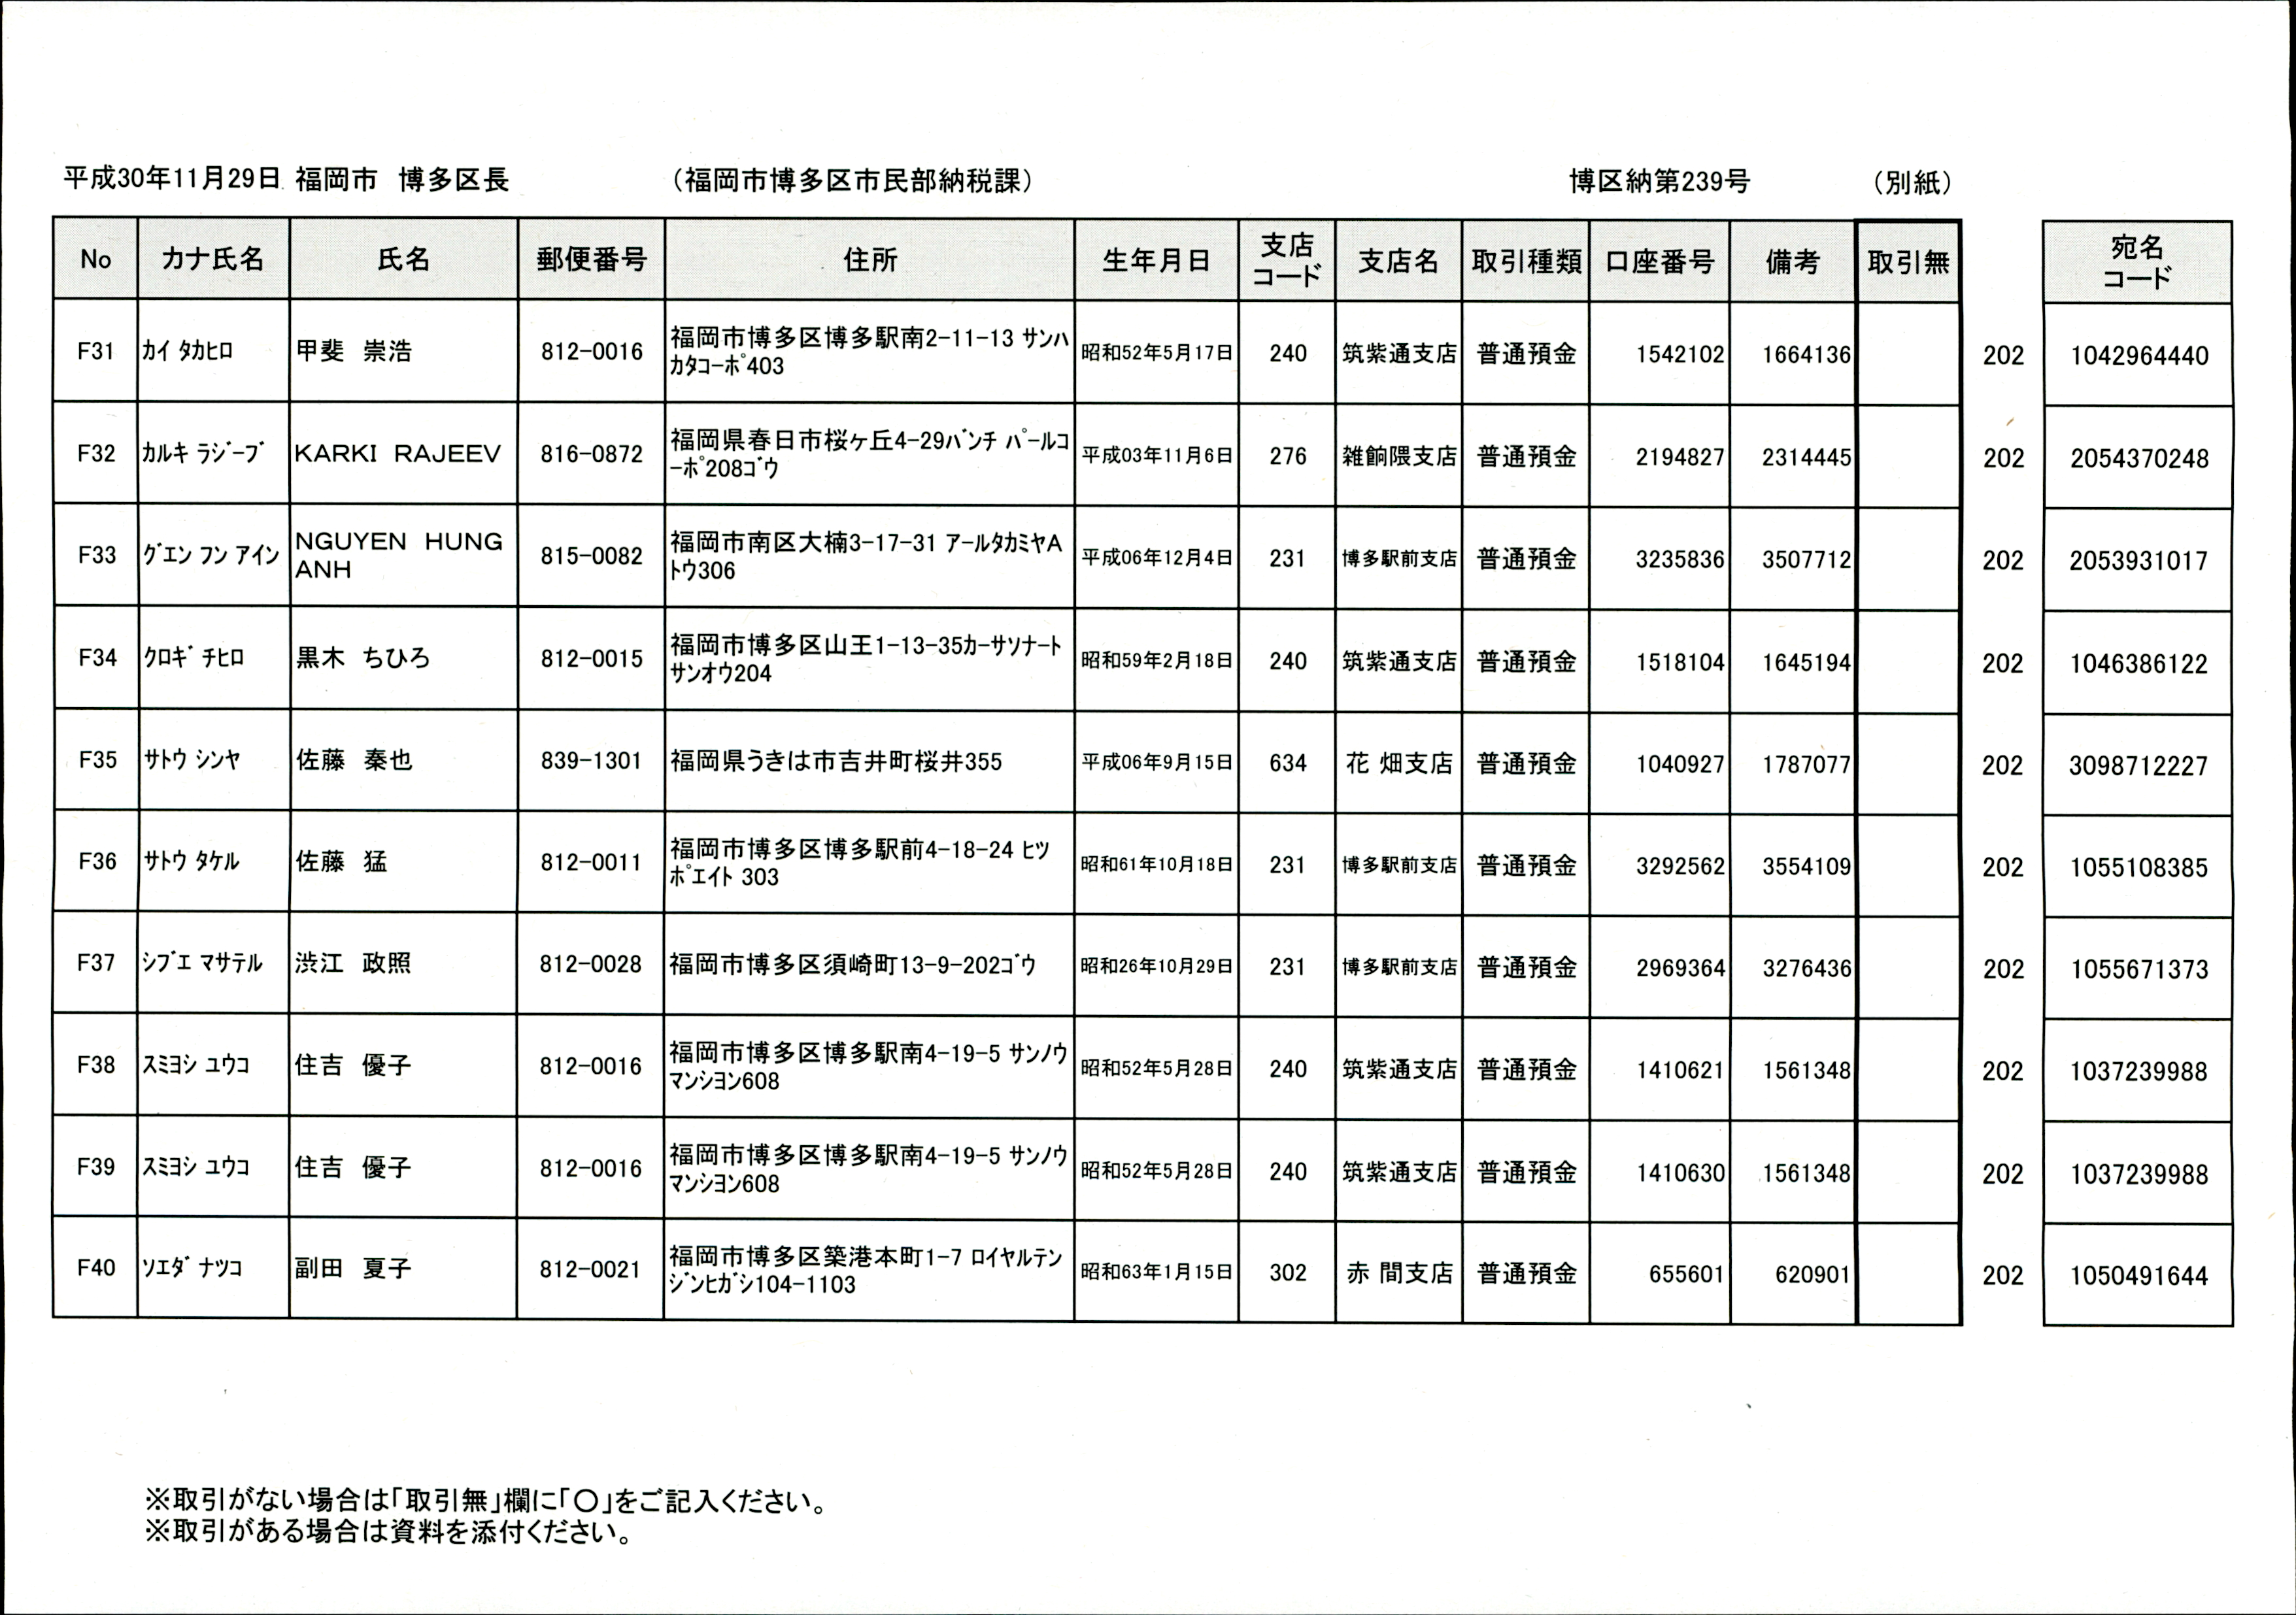 平成30年11月29日 福岡市　博多区長　（福岡市博多区市民部納税課）　博区納第239号　（別紙）
No カナ氏名 氏名 郵便番号 住所 生年月日 支店コード 支店名 取引種類 口座番号 備考 取引無 宛名コード
F31 ｶｲ ﾀｶﾋﾛ 甲斐　崇浩 812-0016 福岡市博多区博多駅南2-11-13 ｻﾝﾊｶﾀｺｰﾎﾟ403 昭和52年5月17日 240 筑紫通支店 普通預金 1542102 1664136 202 1042964440
F32 ｶﾙｷ ﾗｼﾞｰﾌﾞ KARKI RAJEEV 816-0872 福岡県春日市桜ヶ丘4-29ﾊﾞﾝﾁ ﾊﾟｰﾙｺｰﾎﾟ208ｺﾞｳ 平成03年11月6日 276 雑餉隈支店 普通預金 2194827 2314445 202 2054370248
F33 ｸﾞエﾝ ﾌﾝ ｱｲﾝ NGUYEN HUNG ANH 815-0082 福岡市南区大楠3-17-31 ｱｰﾙﾀｶﾐﾔAﾄｳ306 平成06年12月4日 231 博多駅前支店 普通預金 3235836 3507712 202 2053931017
F34 ｸﾛｷﾞ ﾁﾋﾛ 黒木　ちひろ 812-0015 福岡市博多区山王1-13-35ｶｰｻｿﾅｰﾄｻﾝｵｳ204 昭和59年2月18日 240 筑紫通支店 普通預金 1518104 1645194 202 1046386122
F35 ｻﾄｳ ｼﾝﾔ 佐藤　秦也 839-1301 福岡県うきは市吉井町桜井355 平成06年9月15日 634 花 畑支店 普通預金 1040927 1787077 202 3098712227
F36 ｻﾄｳ ﾀｹﾙ 佐藤　猛 812-0011 福岡市博多区博多駅前4-18-24 ﾋﾂﾎﾟｴｲﾄ 303 昭和61年10月18日 231 博多駅前支店 普通預金 3292562 3554109 202 1055108385
F37 ｼﾌﾞｴ ﾏｻﾃﾙ 渋江　政照 812-0028 福岡市博多区須崎町13-9-202ｺﾞｳ 昭和26年10月29日 231 博多駅前支店 普通預金 2969364 3276436 202 1055671373
F38 ｽﾐﾖｼ ﾕｳｺ 住吉　優子 812-0016 福岡市博多区博多駅南4-19-5 ｻﾝﾉｳﾏﾝｼﾖﾝ608 昭和52年5月28日 240 筑紫通支店 普通預金 1410621 1561348 202 1037239988
F39 ｽﾐﾖｼ ﾕｳｺ 住吉　優子 812-0016 福岡市博多区博多駅南4-19-5 ｻﾝﾉｳﾏﾝｼﾖﾝ608 昭和52年5月28日 240 筑紫通支店 普通預金 1410630 1561348 202 1037239988
F40 ｿｴﾀﾞ ﾅﾂｺ 副田　夏子 812-0021 福岡市博多区築港本町1-7 ﾛｲﾔﾙﾃﾝｼﾞﾝﾋｶﾞｼ104-1103 昭和63年1月15日 302 赤 間支店 普通預金 655601 620901 202 1050491644
※取引がない場合は「取引無」欄に「〇」をご記入ください。
※取引がある場合は資料を添付ください。